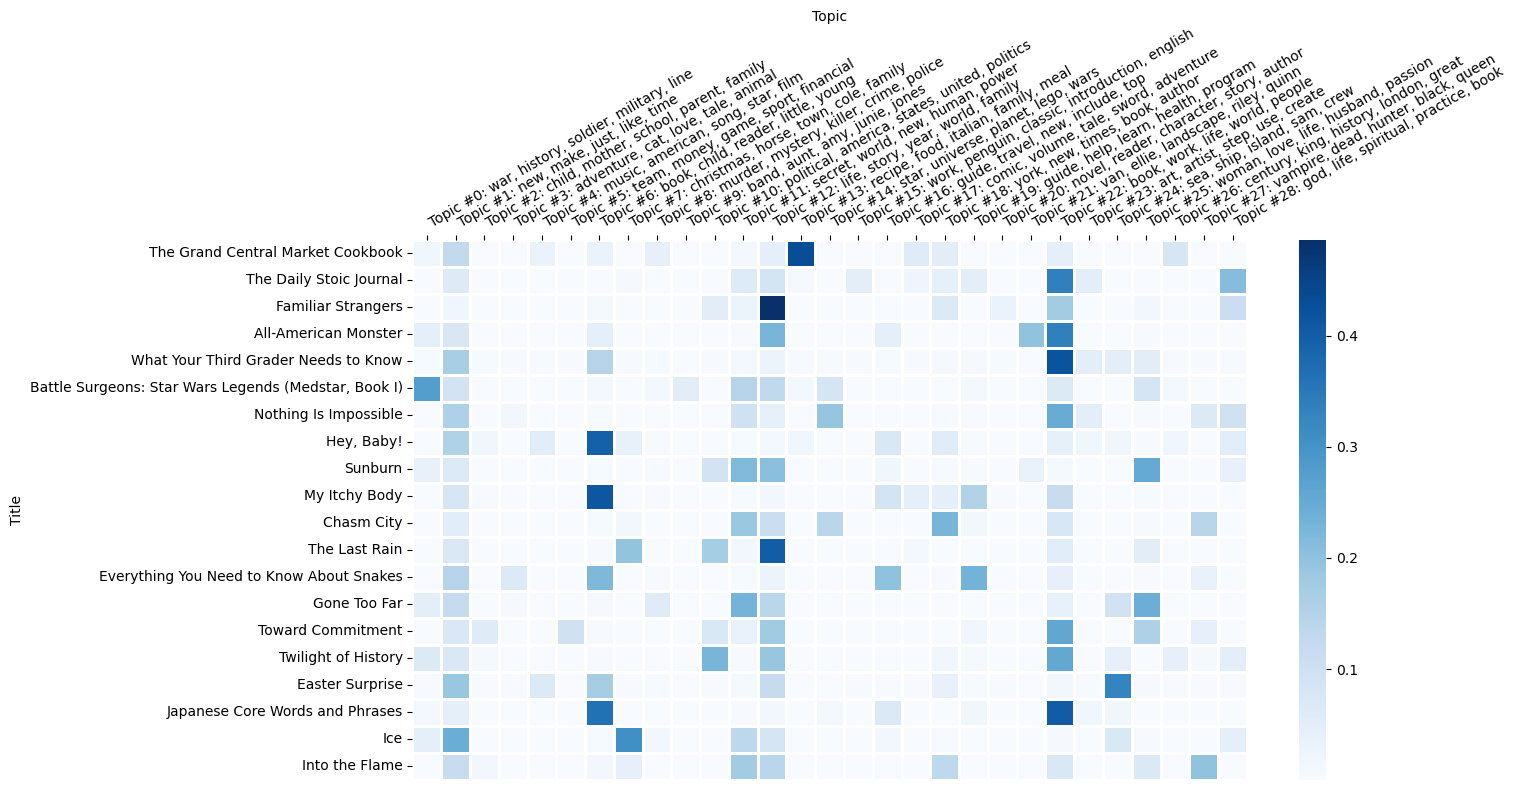 Topic
Topic #0: war, history, soldier, military, line
Topic #1: new, make, just, like, time
Topic #2: child, mother, school, parent, family
Topic #3: adventure, cat, love, tale, animal
Topic #4: music, american, song, star, film
Topic #5: team, money, game, sport, financial
Topic #6: book, child, reader, little, young
Topic #7: christmas, horse, town, cole, family
Topic #8: murder, mystery, killer, crime, police
Topic #9: band, aunt, amy, junie, jones
Topic #10: political, america, states, united, politics
Topic #11: secret, world, new, human, power
Topic #12: life, story, year, world, family
Topic #13: recipe, food, italian, family, meal
Topic #14: star, universe, planet, lego, wars
Topic #15: work, penguin, classic, introduction, english
Topic #16: guide, travel, new, include, top
Topic #17: comic, volume, tale, sword, adventure
Topic #18: york, new, times, book, author
Topic #19: guide, help, learn, health, program
Topic #20: novel, reader, character, story, author
Topic #21: van, ellie, landscape, riley, quinn
Topic #22: book, work, life, world, people
Topic #23: art, artist, step, use, create
Topic #24: sea, ship, island, sam, crew
Topic #25: woman, love, life, husband, passion
Topic #26: century, king, history, london, great
Topic #27: vampire, dead, hunter, black, queen
Topic #28: god, life, spiritual, practice, book
Title
The Grand Central Market Cookbook
The Daily Stoic Journal
Familiar Strangers
All-American Monster
What Your Third Grader Needs to Know
Battle Surgeons: Star Wars Legends (Medstar, Book I)
Nothing Is Impossible
Hey, Baby!
Sunburn
My Itchy Body
Chasm City
The Last Rain
Everything You Need to Know About Snakes
Gone Too Far
Toward Commitment
Twilight of History
Easter Surprise
Japanese Core Words and Phrases
Ice
Into the Flame
0.4
0.3
0.2
0.1